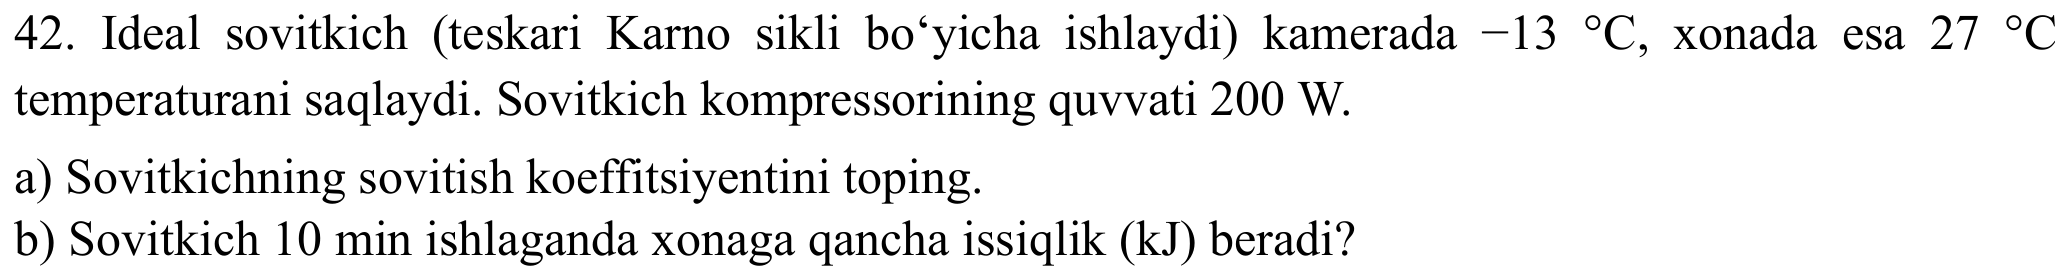 42. Ideal sovitkich (teskari Karno sikli bo‘yicha ishlaydi) kamerada −13 °C, xonada esa 27 °C
temperaturani saqlaydi. Sovitkich kompressorining quvvati 200 W.
a) Sovitkichning sovitish koeffitsiyentini toping.
b) Sovitkich 10 min ishlaganda xonaga qancha issiqlik (kJ) beradi?